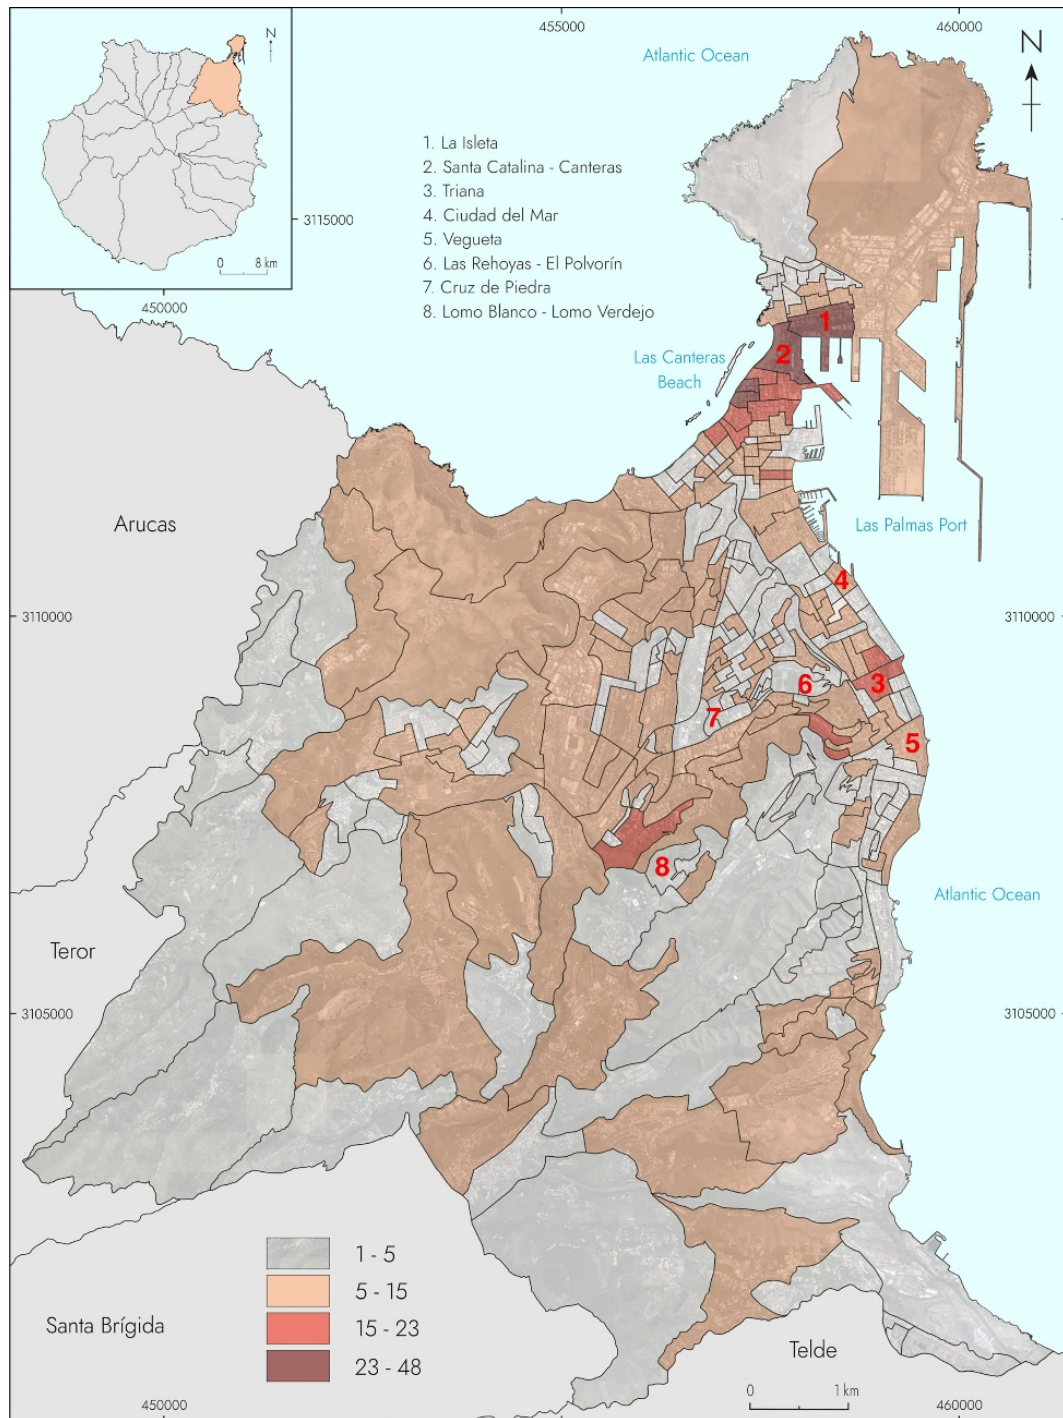 455000
460000
N
N
Atlantic Ocean
1. La Isleta
2. Santa Catalina - Canteras
3. Triana
4. Ciudad del Mar
5. Vegueta
6. Las Rehoyas - El Polvorín
7. Cruz de Piedra
8. Lomo Blanco - Lomo Verdejo
3115000
0 8 km
450000
1
2
Las Canteras
Beach
Arucas
Las Palmas Port
4
3110000
3110000
3
6
7
5
8
Atlantic Ocean
Teror
3105000
3105000
1 - 5
5 - 15
15 - 23
23 - 48
Santa Brígida
Telde
0 1 km
450000
460000